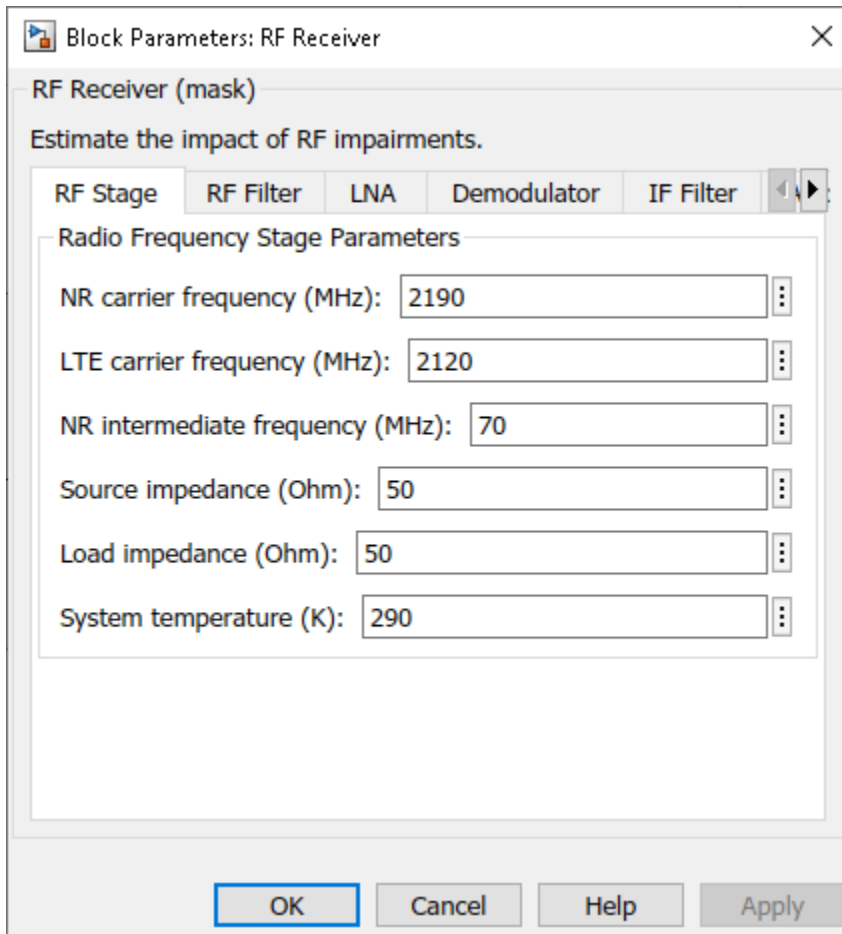 Block Parameters: RF Receiver
RF Receiver (mask)
Estimate the impact of RF impairments.
RF Stage RF Filter LNA Demodulator IF Filter
Radio Frequency Stage Parameters
NR carrier frequency (MHz): 2190
LTE carrier frequency (MHz): 2120
NR intermediate frequency (MHz): 70
Source impedance (Ohm): 50
Load impedance (Ohm): 50
System temperature (K): 290
OK Cancel Help Apply